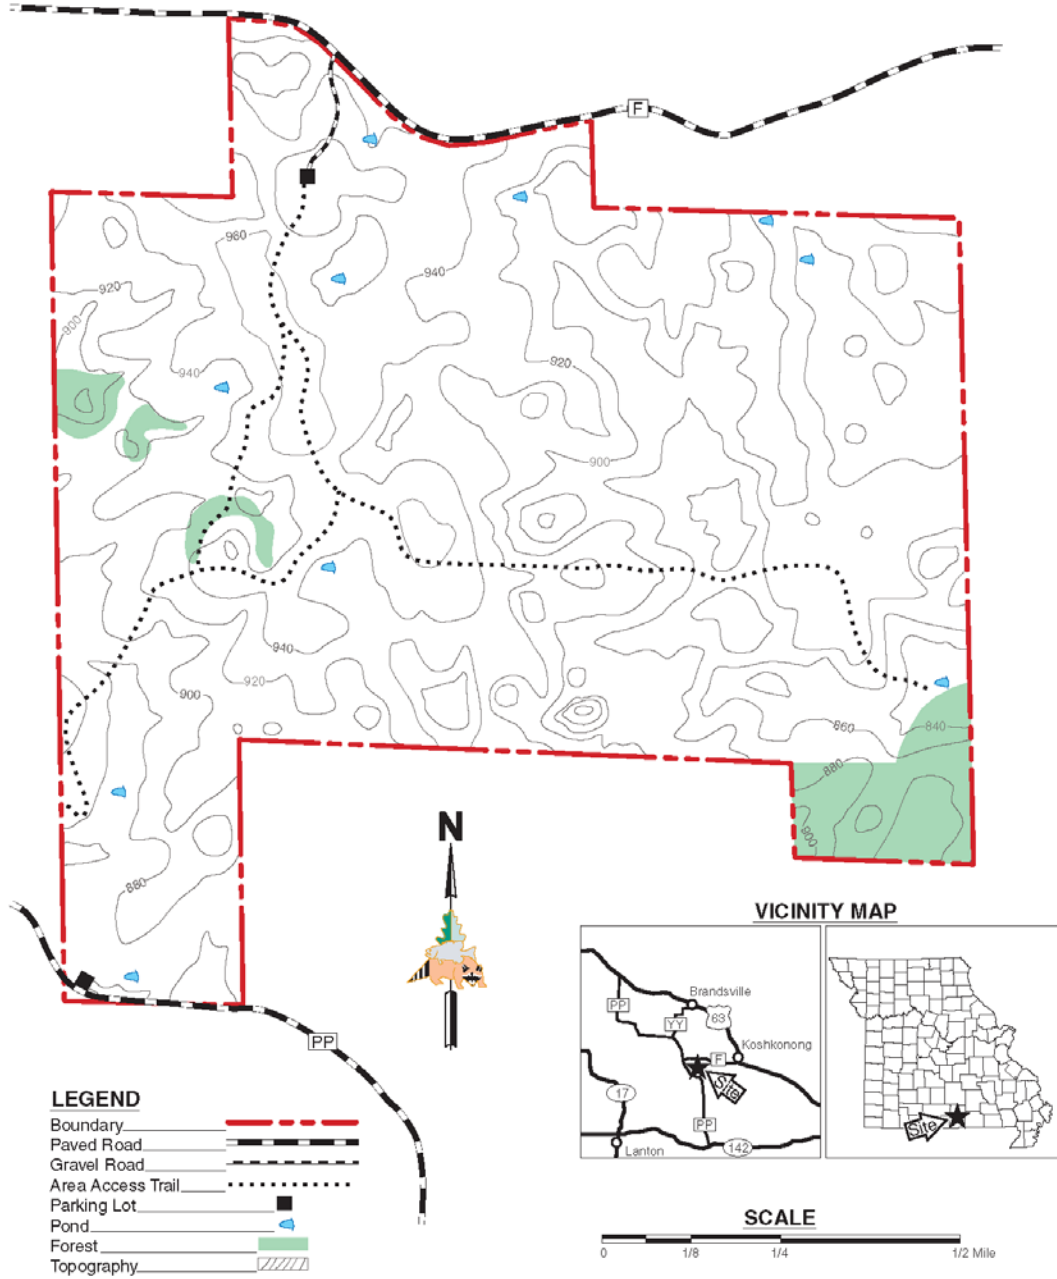 F
960
940
920
900
920
940
900
940
920
900
860
840
880
900
880
N
PP
VICINITY MAP
Brandsville
PP
63
YY
Koshkonong
F
Site
17
PP
142
Lanton
Site
LEGEND
Boundary
Paved Road
Gravel Road
Area Access Trail
Parking Lot
Pond
Forest
Topography
SCALE
0 1/8 1/4 1/2 Mile